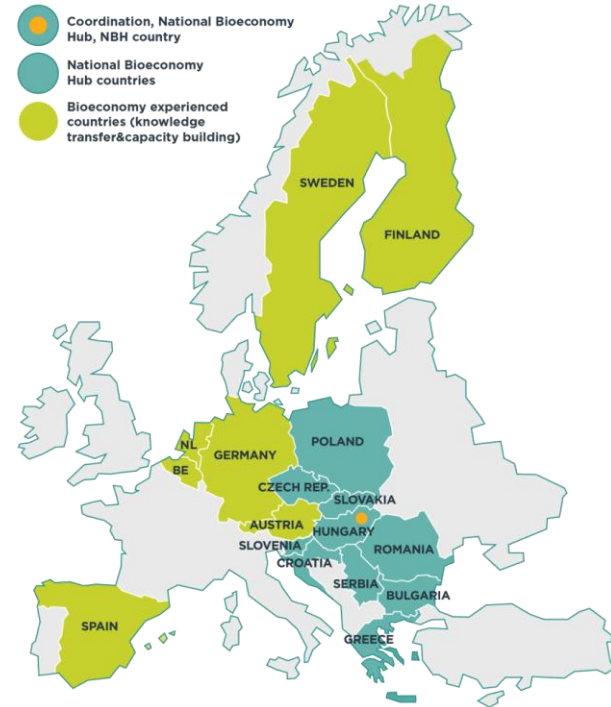 Coordination, National Bioeconomy
Hub, NBH country
National Bioeconomy
Hub countries
Bioeconomy experienced
countries (knowledge
transfer&capacity building)
SWEDEN
FINLAND
NL
BE
GERMANY
POLAND
CZECH REP.
SLOVAKIA
AUSTRIA
HUNGARY
SLOVENIA
ROMANIA
CROATIA
SERBIA
BULGARIA
SPAIN
GREECE